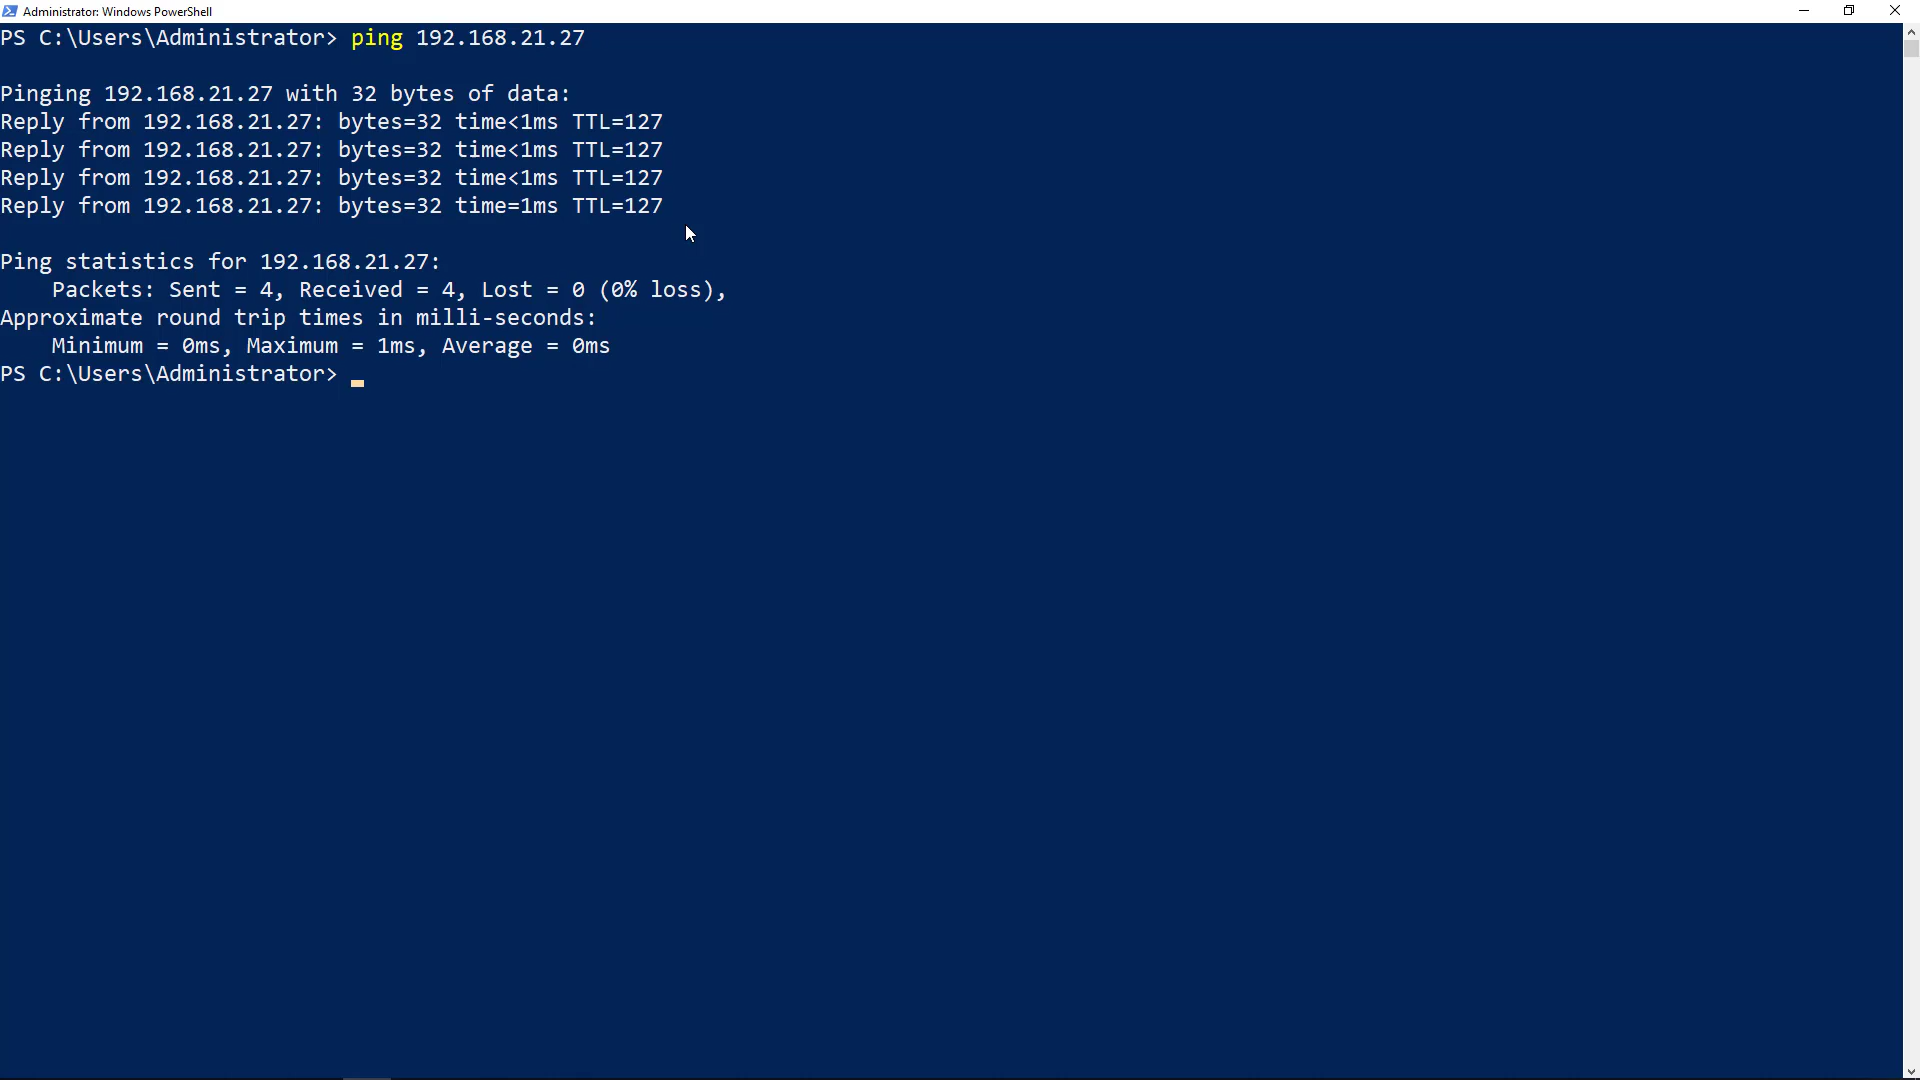 Administrator: Windows PowerShell
PS C:\Users\Administrator> ping 192.168.21.27
Pinging 192.168.21.27 with 32 bytes of data:
Reply from 192.168.21.27: bytes=32 time<1ms TTL=127
Reply from 192.168.21.27: bytes=32 time<1ms TTL=127
Reply from 192.168.21.27: bytes=32 time<1ms TTL=127
Reply from 192.168.21.27: bytes=32 time=1ms TTL=127
Ping statistics for 192.168.21.27:
    Packets: Sent = 4, Received = 4, Lost = 0 (0% loss),
Approximate round trip times in milli-seconds:
    Minimum = 0ms, Maximum = 1ms, Average = 0ms
PS C:\Users\Administrator>